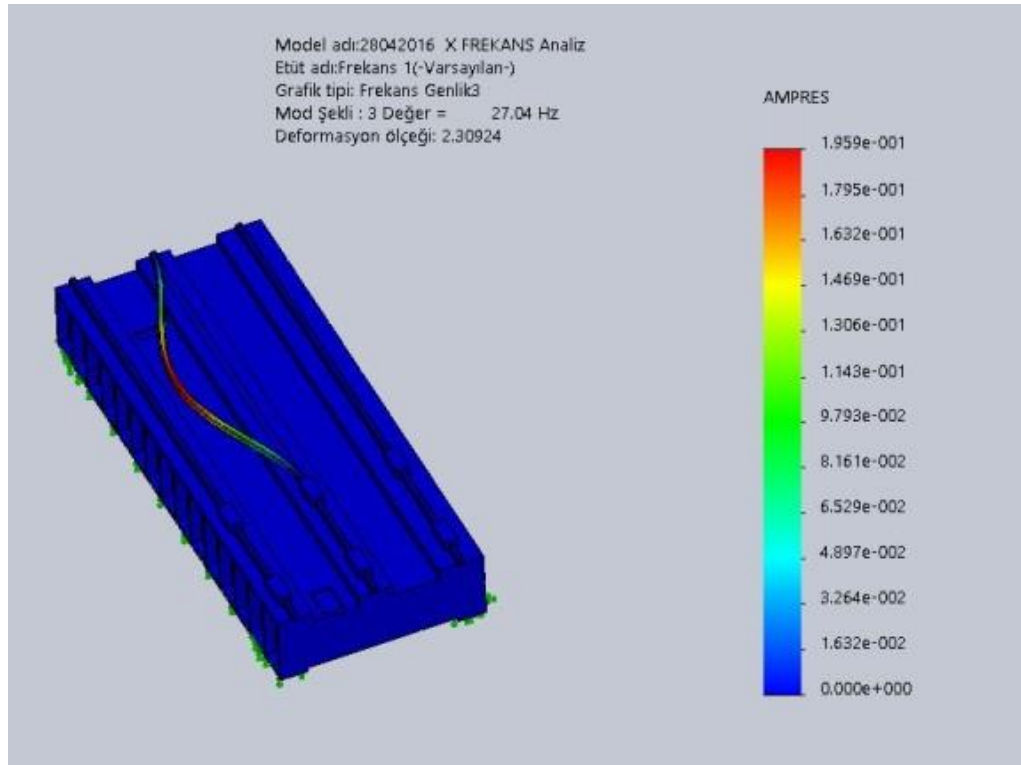 Model adı:28042016 X FREKANS Analiz
Etüt adı:Frekans 1(-Varsayılan-)
Grafik tipi: Frekans Genlik3
Mod Şekli : 3 Değer = 27.04 Hz
Deformasyon ölçeği: 2.30924
AMPRES
1.959e-001
1.795e-001
1.632e-001
1.469e-001
1.306e-001
1.143e-001
9.793e-002
8.161e-002
6.529e-002
4.897e-002
3.264e-002
1.632e-002
0.000e+000